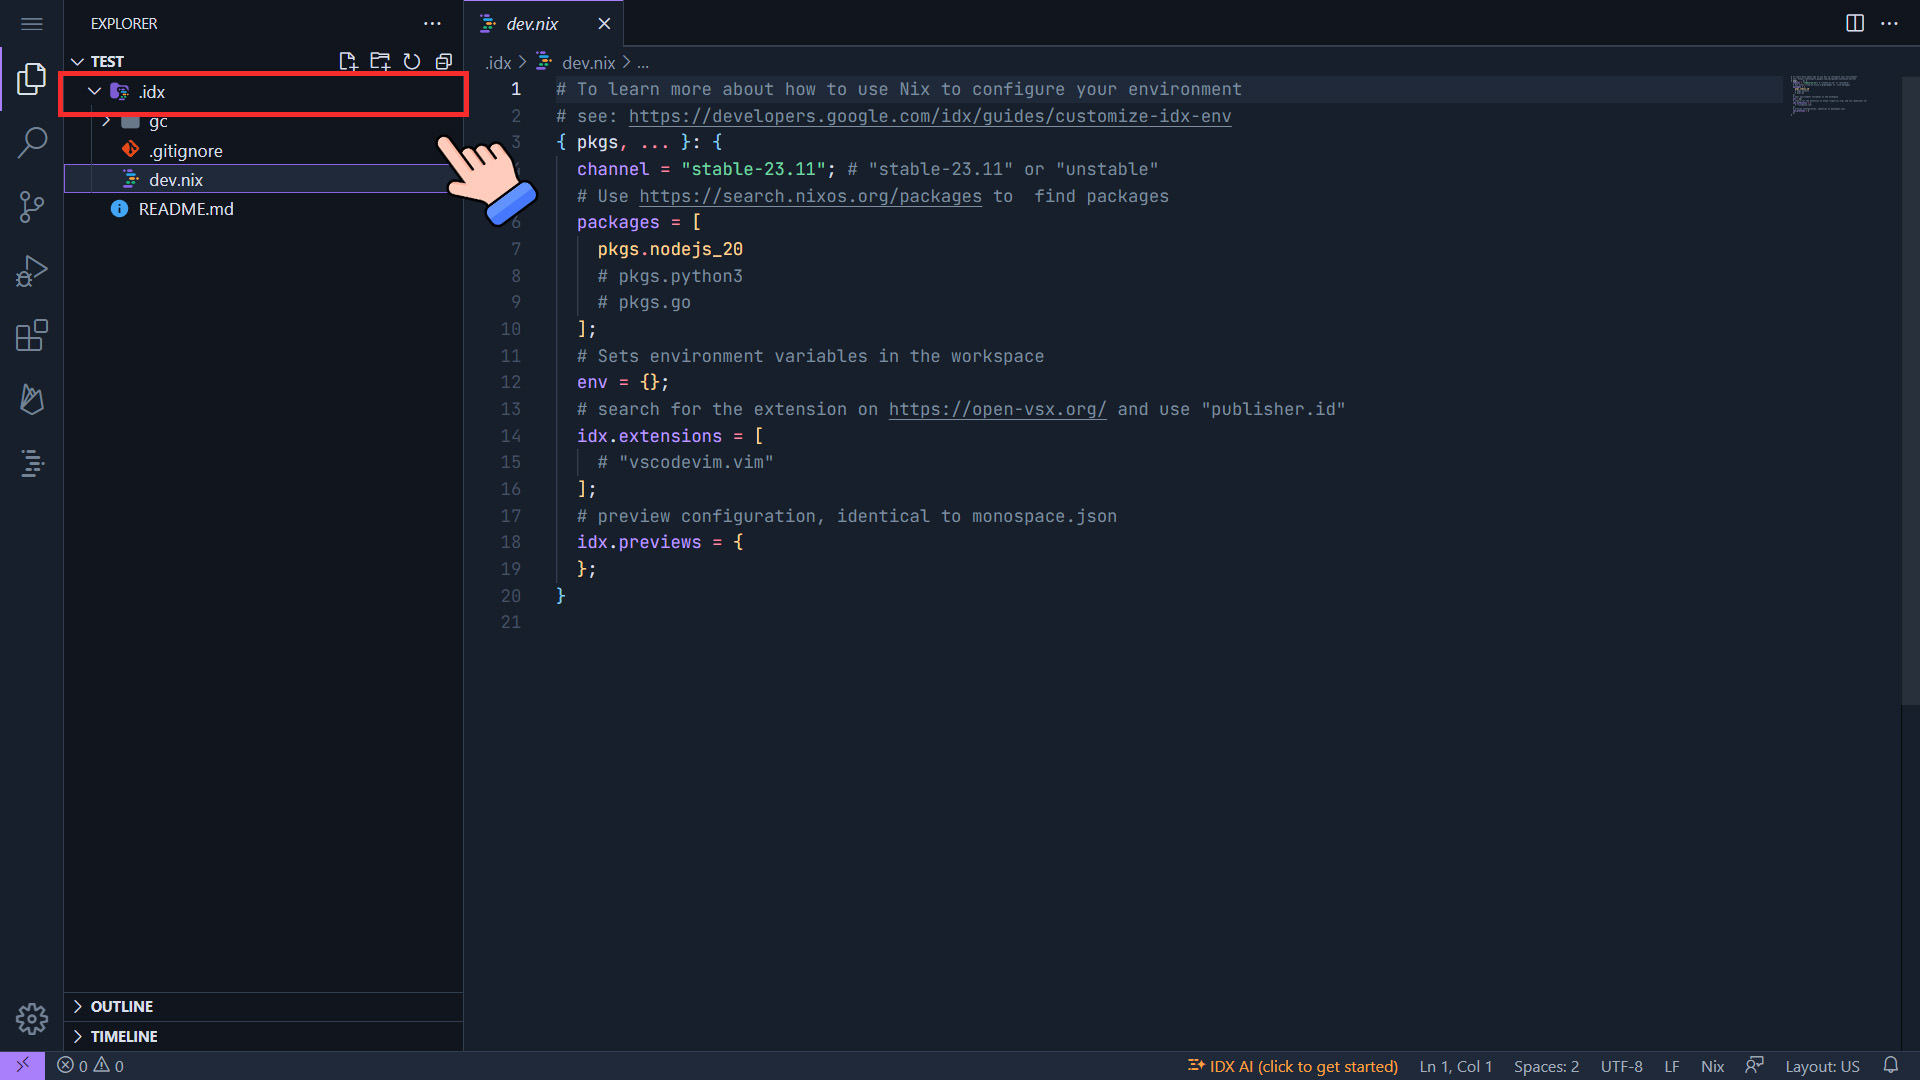 EXPLORER
TEST
.idx
gc
.gitignore
dev.nix
README.md
OUTLINE
TIMELINE
dev.nix
.idx > dev.nix > ...
1 # To learn more about how to use Nix to configure your environment
2 # see: https://developers.google.com/idx/guides/customize-idx-env
3 { pkgs, ... }: {
channel = "stable-23.11"; # "stable-23.11" or "unstable"
# Use https://search.nixos.org/packages to  find packages
6 packages = [
7 pkgs.nodejs_20
8 # pkgs.python3
9 # pkgs.go
10 ];
11 # Sets environment variables in the workspace
12 env = {};
13 # search for the extension on https://open-vsx.org/ and use "publisher.id"
14 idx.extensions = [
15 # "vscodevim.vim"
16 ];
17 # preview configuration, identical to monospace.json
18 idx.previews = {
19 };
20 }
21
0 0
IDX AI (click to get started) Ln 1, Col 1 Spaces: 2 UTF-8 LF Nix Layout: US